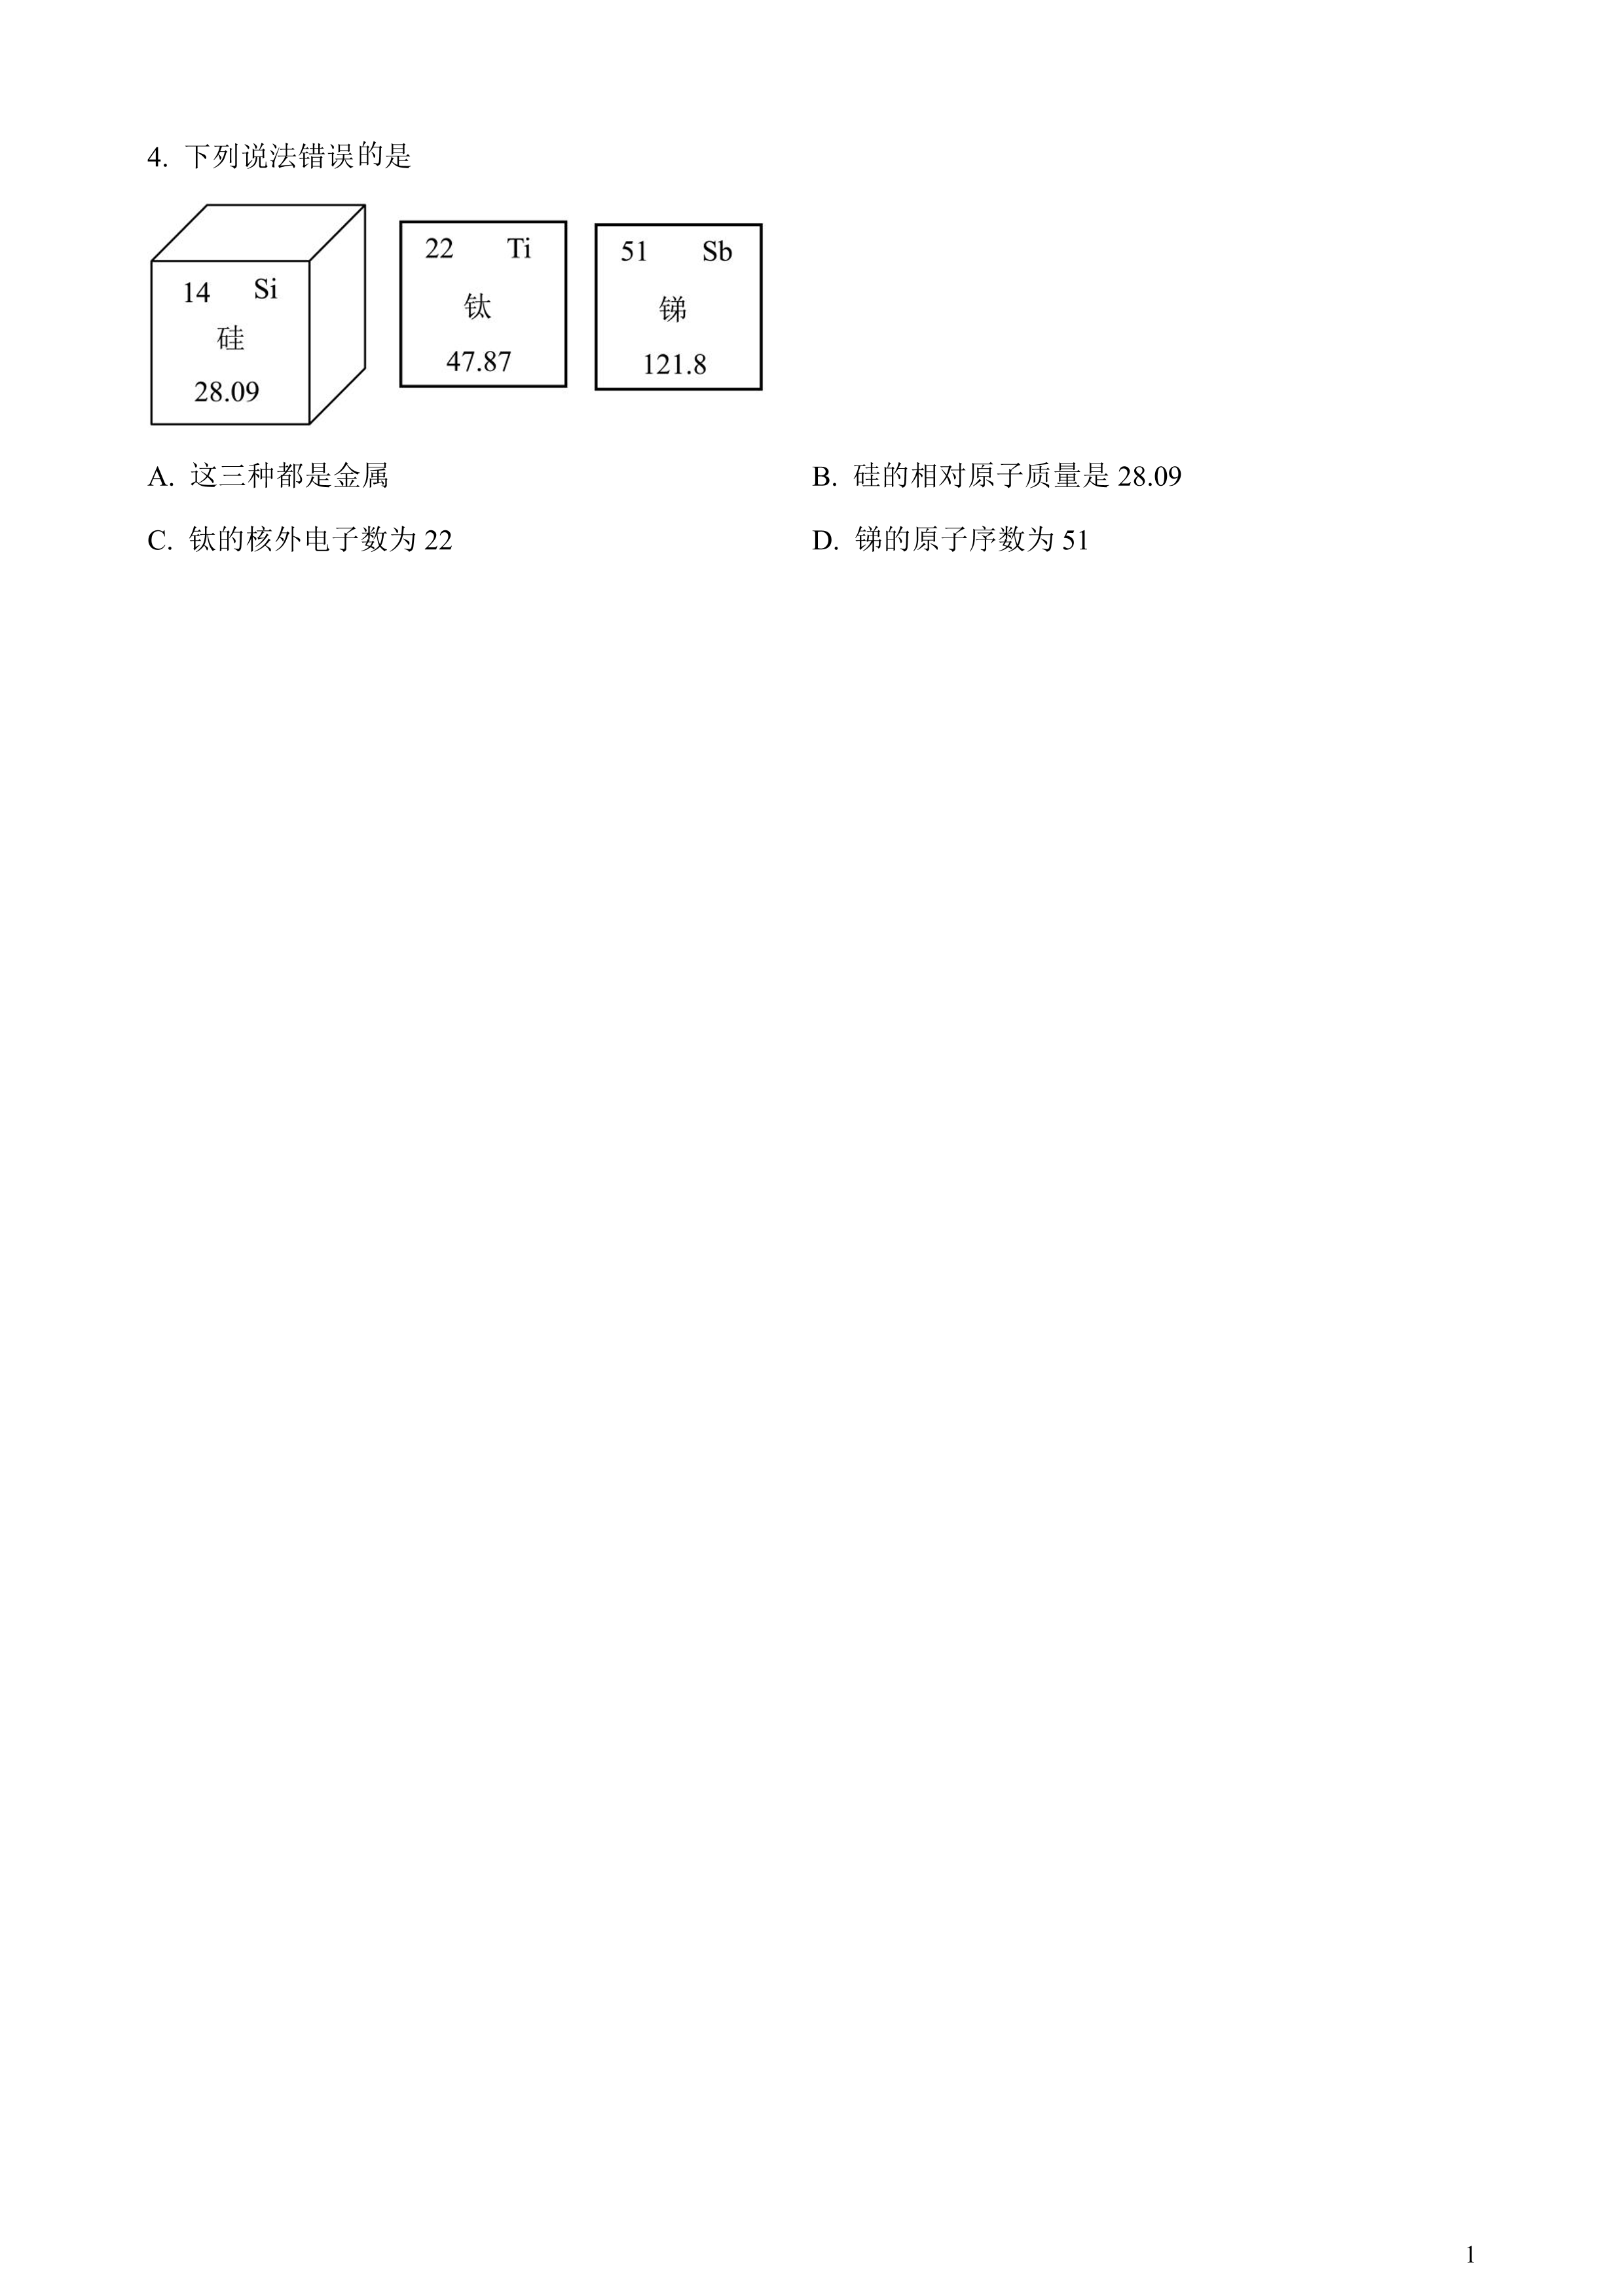 4. 下列说法错误的是
14 Si
硅
28.09
22 Ti
钛
47.87
51 Sb
锑
121.8
A. 这三种都是金属 B. 硅的相对原子质量是 28.09
C. 钛的核外电子数为 22 D. 锑的原子序数为 51
1